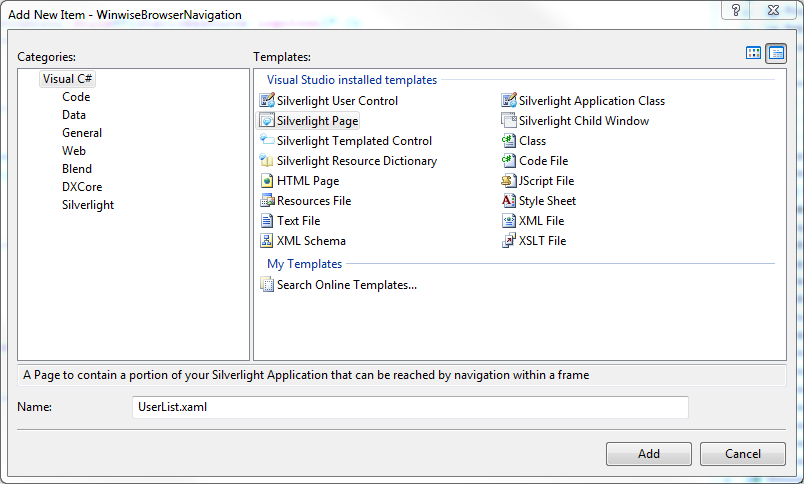 Add New Item - WinwiseBrowserNavigation
Categories:
Templates:
Visual C#
Code
Data
General
Web
Blend
DXCore
Silverlight
Visual Studio installed templates
Silverlight User Control
Silverlight Application Class
Silverlight Page
Silverlight Child Window
Silverlight Templated Control
Class
Silverlight Resource Dictionary
Code File
HTML Page
JScript File
Resources File
Style Sheet
Text File
XML File
XML Schema
XSLT File
My Templates
Search Online Templates...
A Page to contain a portion of your Silverlight Application that can be reached by navigation within a frame
Name:
UserList.xaml
Add
Cancel